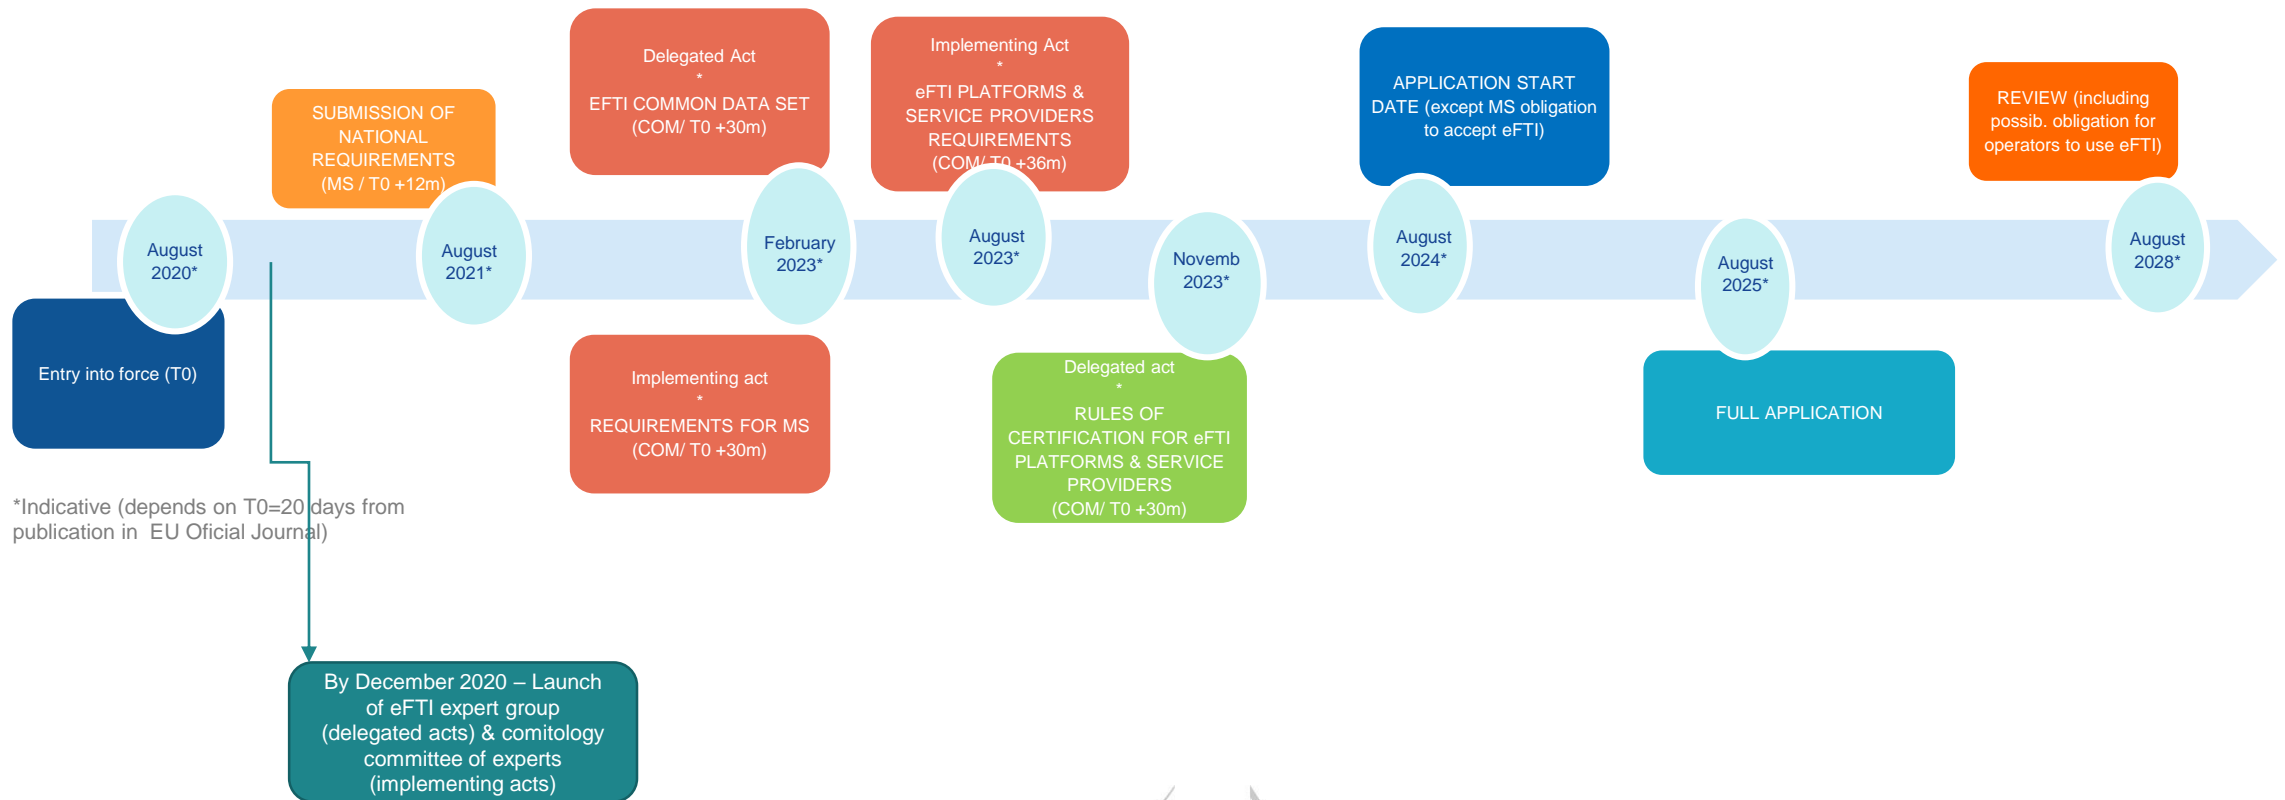 Delegated Act
*
EFTI COMMON DATA SET
(COM/ T0 +30m)
Implementing Act
*
eFTI PLATFORMS &
SERVICE PROVIDERS
REQUIREMENTS
(COM/ T0 +36m)
APPLICATION START
DATE (except MS obligation
to accept eFTI)
REVIEW (including
possib. obligation for
operators to use eFTI)
SUBMISSION OF
NATIONAL
REQUIREMENTS
(MS / T0 +12m)
August
2020*
August
2021*
February
2023*
August
2023*
Novemb
2023*
August
2024*
August
2025*
August
2028*
Entry into force (T0)
Implementing act
*
REQUIREMENTS FOR MS
(COM/ T0 +30m)
Delegated act
*
RULES OF
CERTIFICATION FOR eFTI
PLATFORMS & SERVICE
PROVIDERS
(COM/ T0 +30m)
FULL APPLICATION
*Indicative (depends on T0=20 days from
publication in  EU Oficial Journal)
By December 2020 – Launch
of eFTI expert group
(delegated acts) & comitology
committee of experts
(implementing acts)